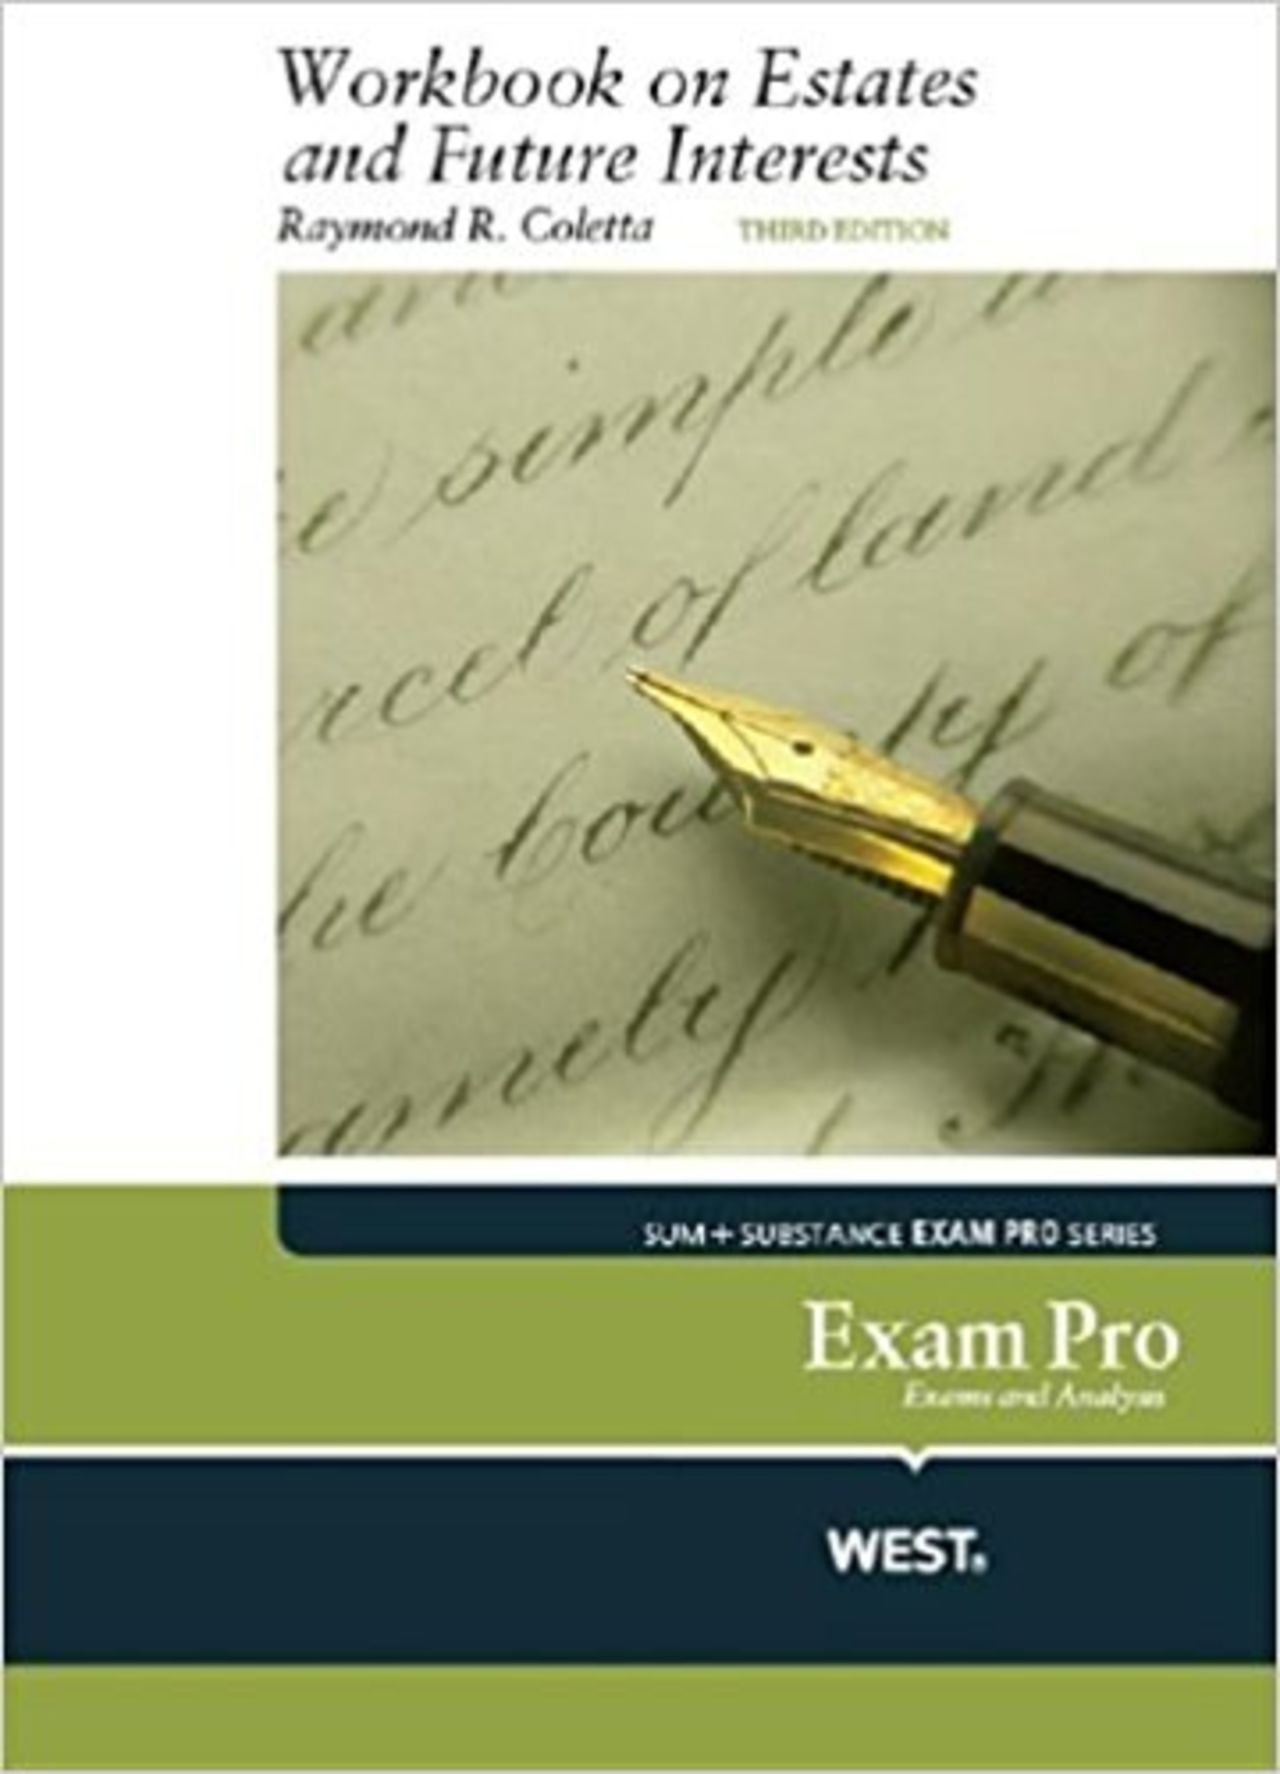 Workbook on Estates
and Future Interests
Raymond R. Coletta THIRD EDITION
simple
of land
of
SUM + SUBSTANCE EXAM PRO SERIES
Exam Pro
Exams and Analysis
WEST®